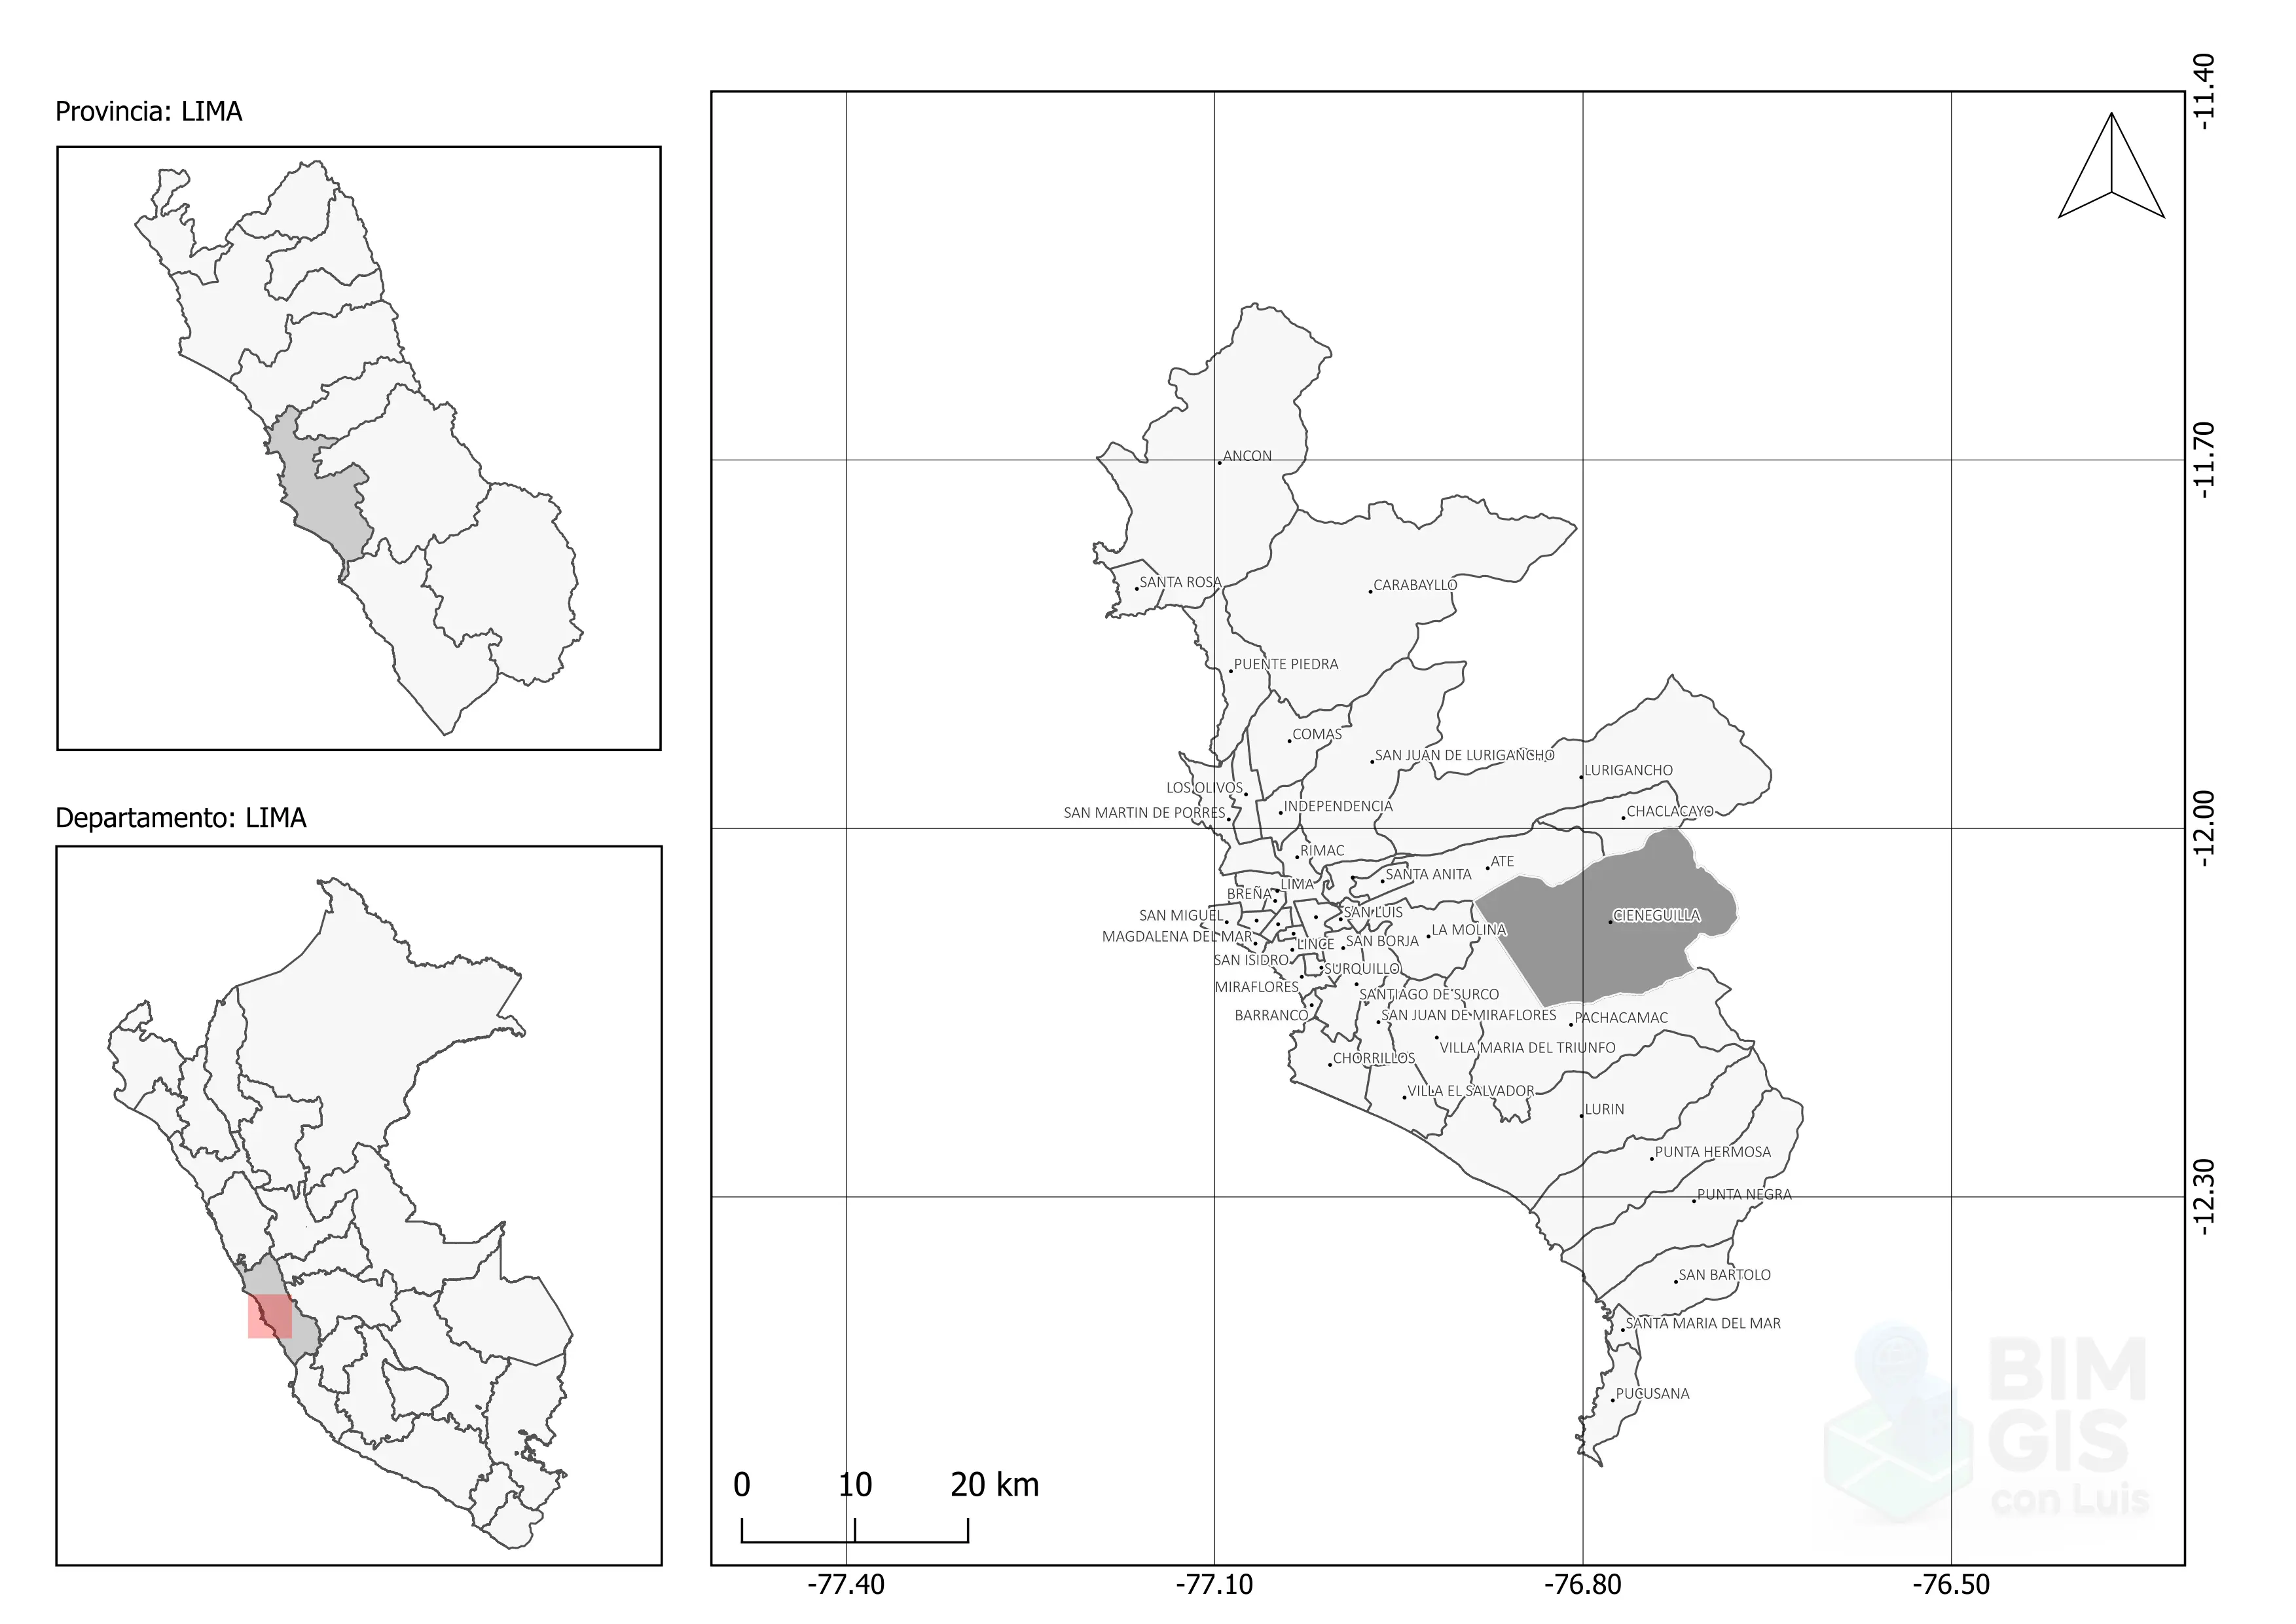 Provincia: LIMA
Departamento: LIMA
-11.40
-11.70
-12.00
-12.30
ANCON
SANTA ROSA
CARABAYLLO
PUENTE PIEDRA
COMAS
SAN JUAN DE LURIGANCHO
LURIGANCHO
LOS OLIVOS
INDEPENDENCIA
SAN MARTIN DE PORRES
CHACLACAYO
RIMAC
ATE
SANTA ANITA
LIMA
BREÑA
SAN MIGUEL
SAN LUIS
CIENEGUILLA
LA MOLINA
MAGDALENA DEL MAR
LINCE
SAN BORJA
SAN ISIDRO
SURQUILLO
MIRAFLORES
SANTIAGO DE SURCO
BARRANCO
SAN JUAN DE MIRAFLORES
PACHACAMAC
VILLA MARIA DEL TRIUNFO
CHORRILLOS
VILLA EL SALVADOR
LURIN
PUNTA HERMOSA
PUNTA NEGRA
SAN BARTOLO
SANTA MARIA DEL MAR
PUCUSANA
BIM
GIS
con Luis
0 10 20 km
-77.40 -77.10 -76.80 -76.50